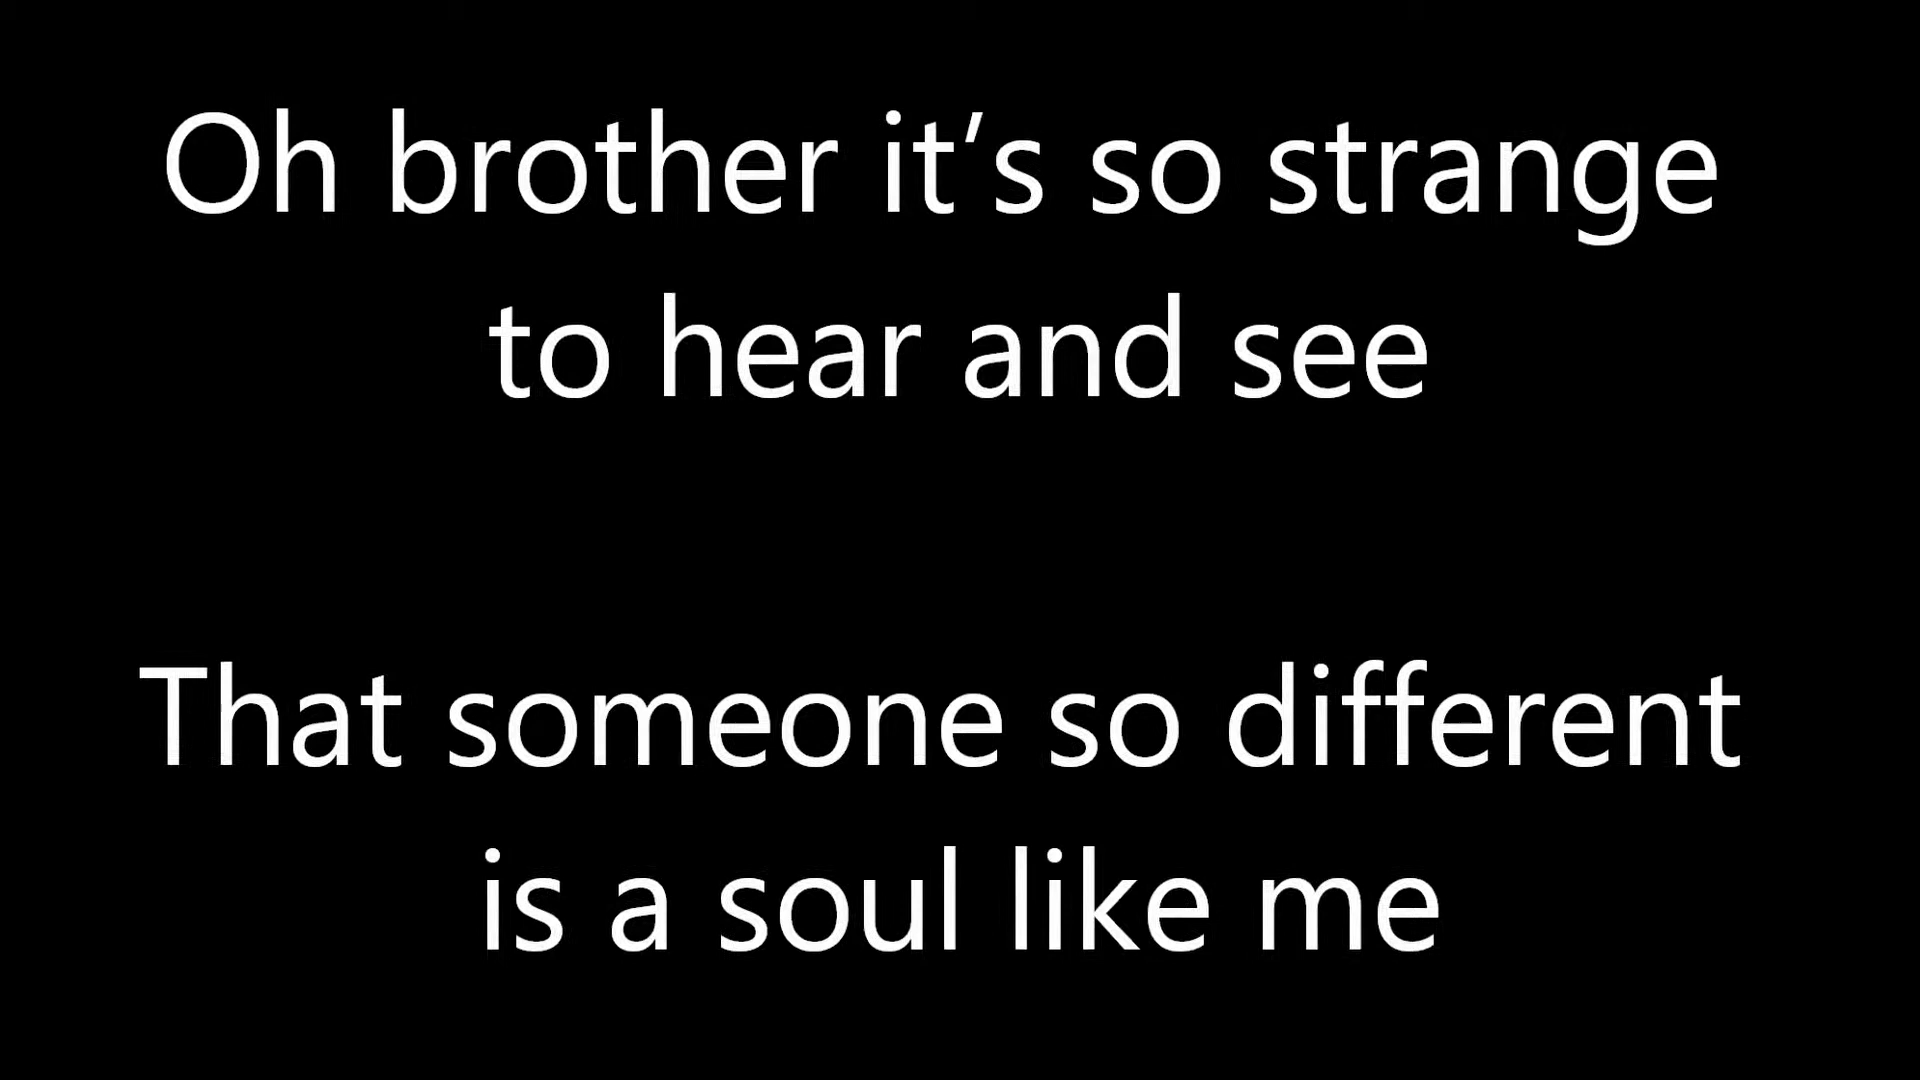 Oh brother it’s so strange
to hear and see
That someone so different
is a soul like me